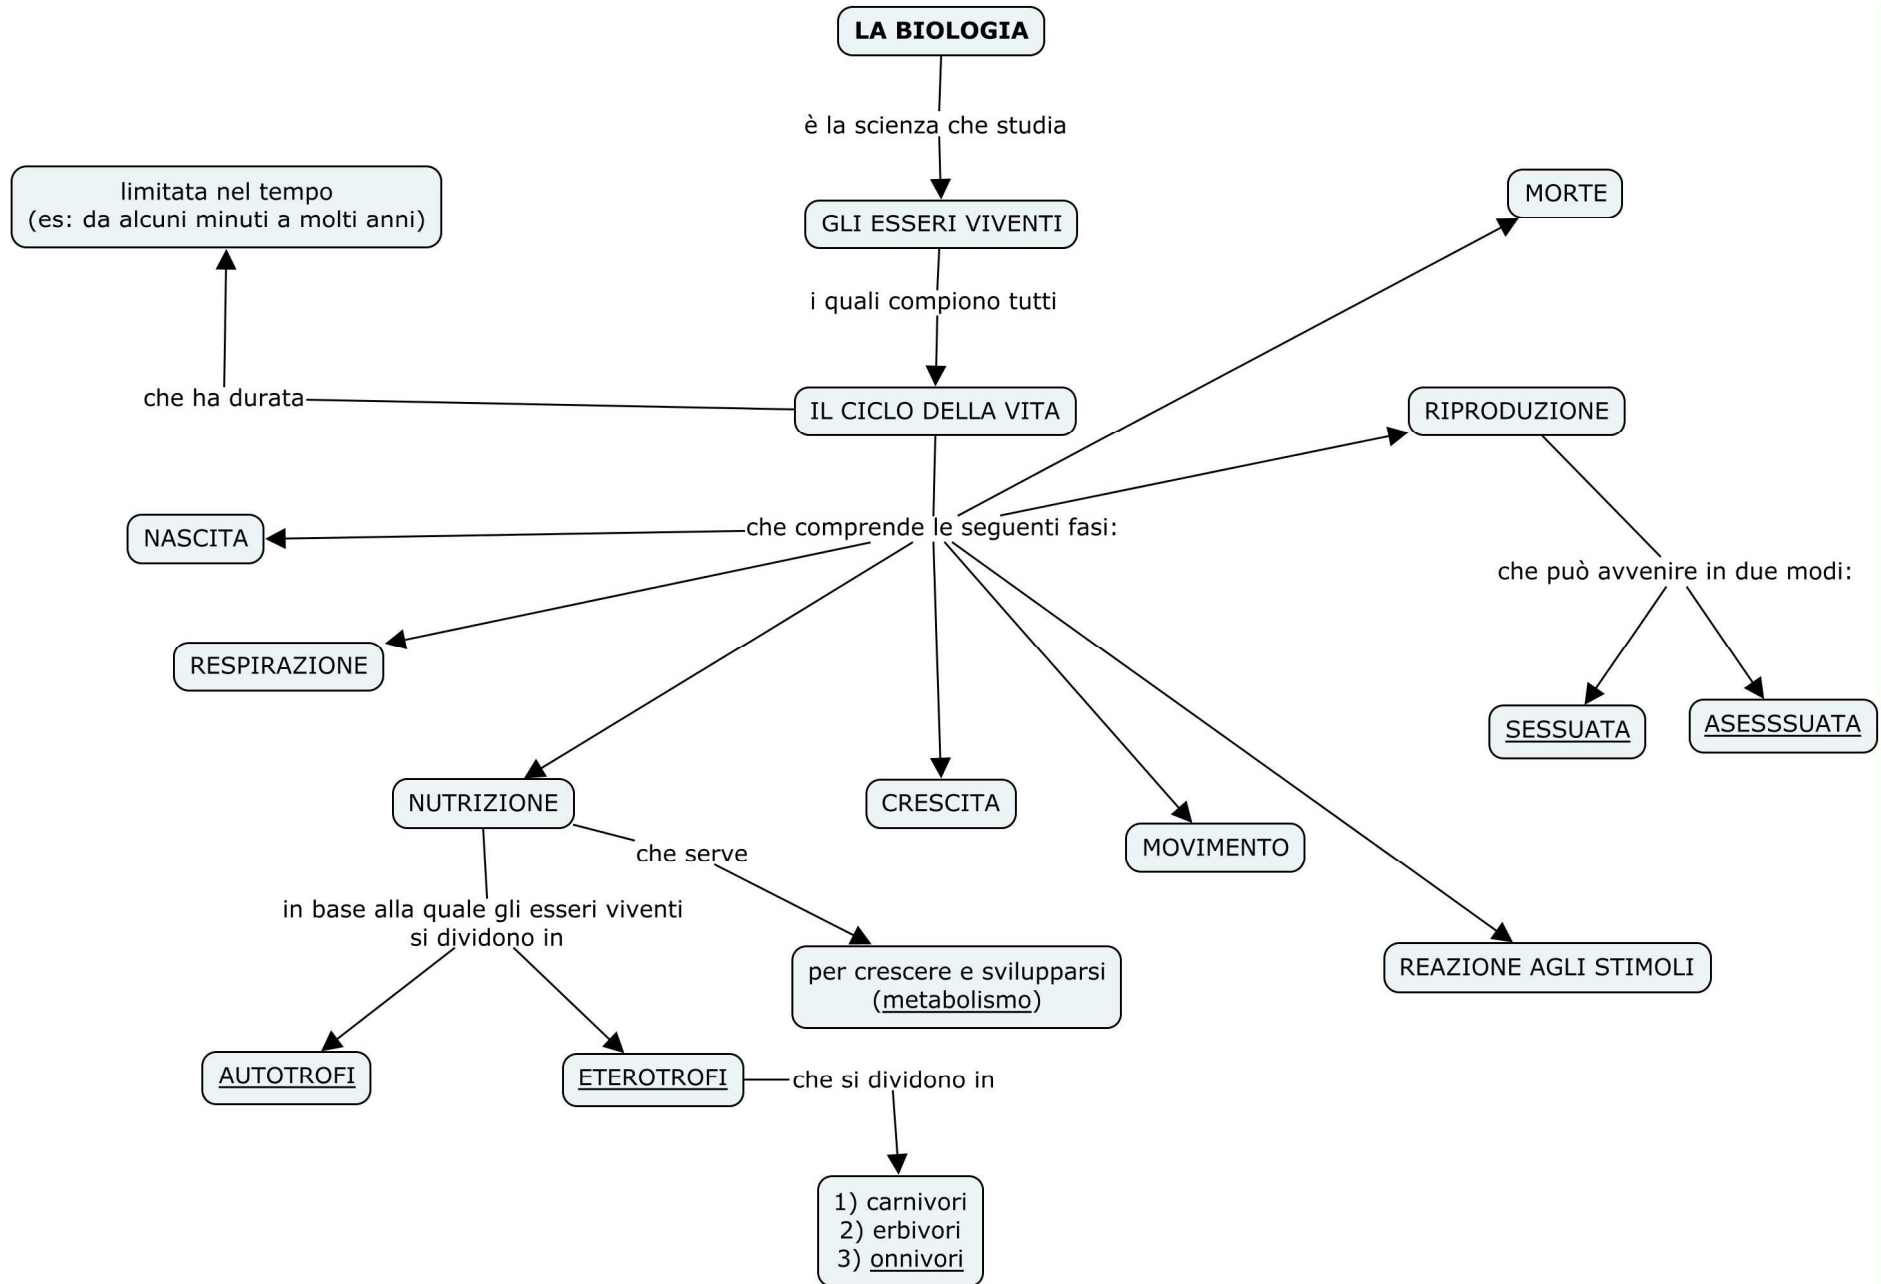 LA BIOLOGIA
è la scienza che studia
limitata nel tempo
(es: da alcuni minuti a molti anni)
MORTE
GLI ESSERI VIVENTI
i quali compiono tutti
che ha durata
IL CICLO DELLA VITA
RIPRODUZIONE
NASCITA
che comprende le seguenti fasi:
che può avvenire in due modi:
RESPIRAZIONE
SESSUATA
ASESSSUATA
NUTRIZIONE
CRESCITA
MOVIMENTO
che serve
in base alla quale gli esseri viventi
si dividono in
per crescere e svilupparsi
(metabolismo)
REAZIONE AGLI STIMOLI
AUTOTROFI
ETEROTROFI
che si dividono in
1) carnivori
2) erbivori
3) onnivori